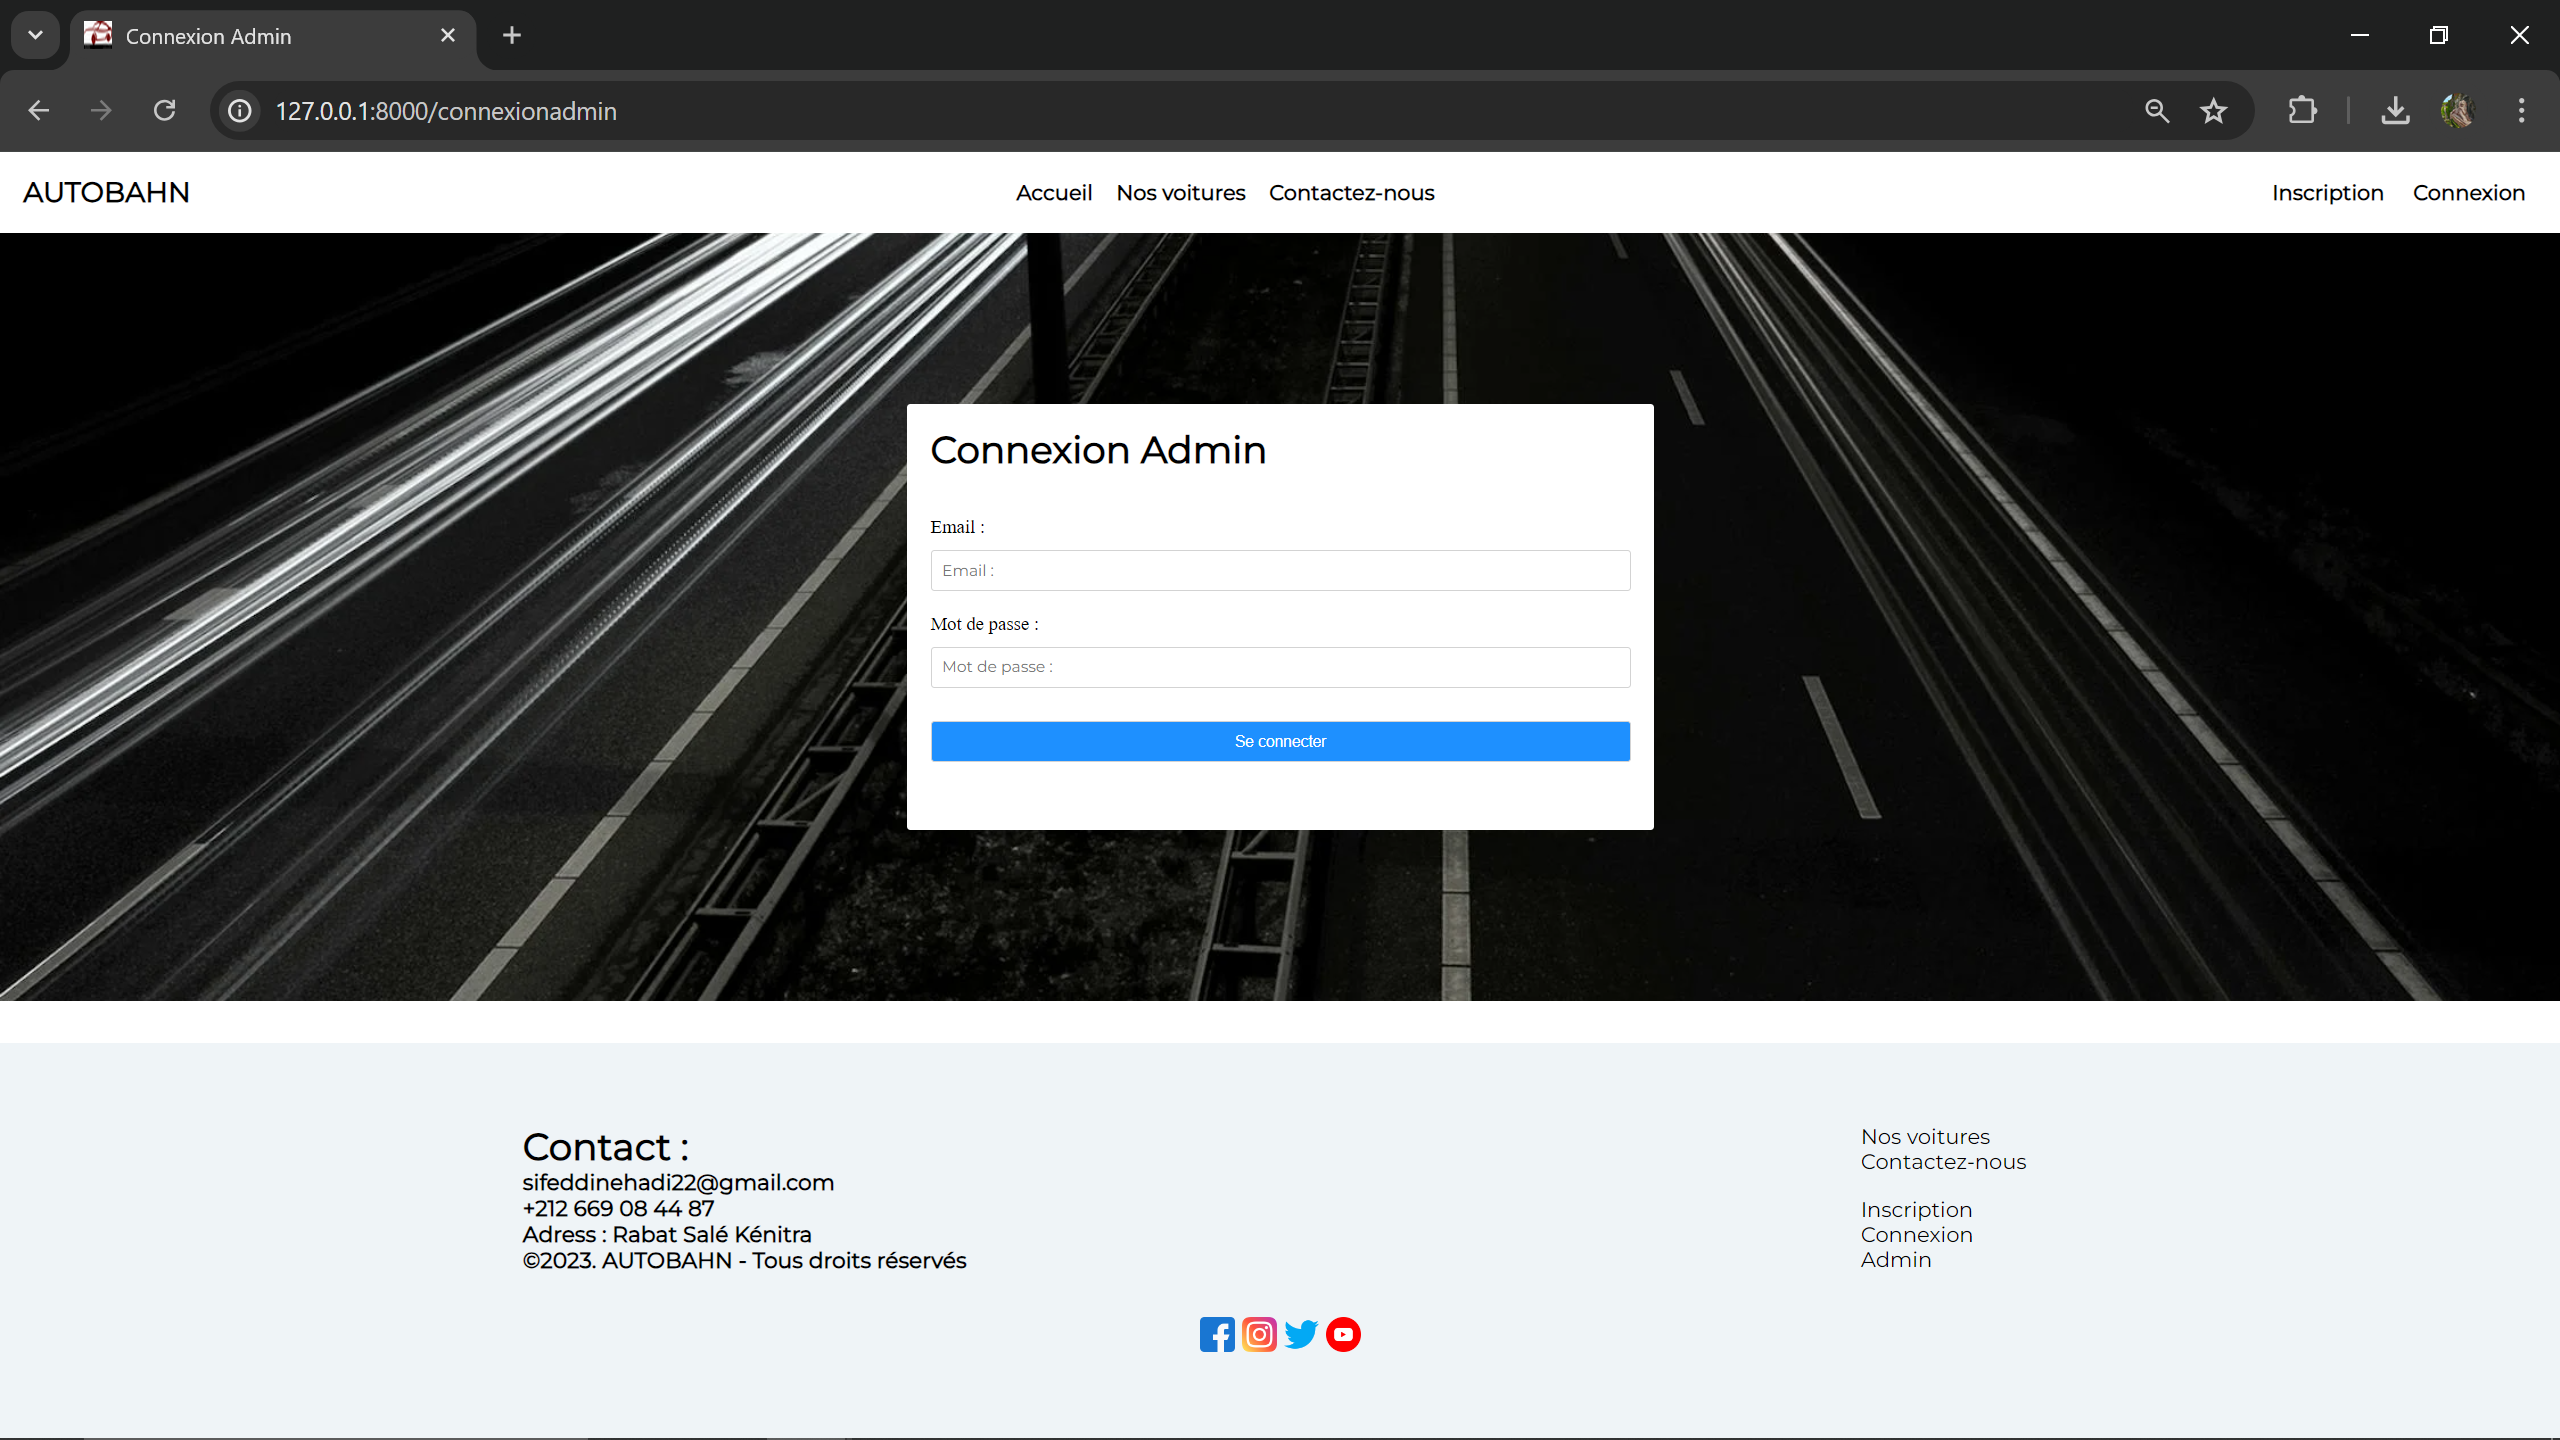 Connexion Admin
127.0.0.1:8000/connexionadmin
AUTOBAHN
Accueil Nos voitures Contactez-nous
Inscription Connexion
Connexion Admin
Email :
Email :
Mot de passe :
Mot de passe :
Se connecter
Contact :
sifeddinehadi22@gmail.com
+212 669 08 44 87
Adress : Rabat Salé Kénitra
©2023. AUTOBAHN - Tous droits réservés
Nos voitures
Contactez-nous
Inscription
Connexion
Admin